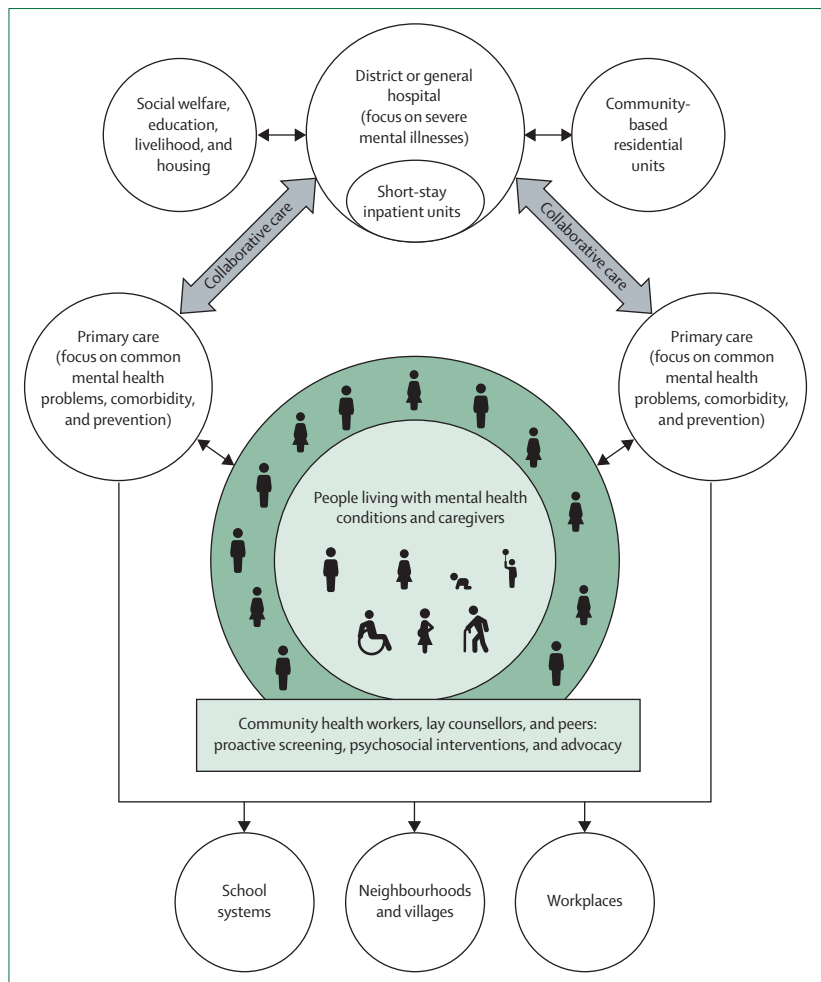 Social welfare,
education,
livelihood, and
housing
District or general
hospital
(focus on severe
mental illnesses)
Short-stay
inpatient units
Community-
based
residential
units
Collaborative care
Collaborative care
Primary care
(focus on common
mental health
problems, comorbidity,
and prevention)
Primary care
(focus on common
mental health
problems, comorbidity,
and prevention)
People living with mental health
conditions and caregivers
Community health workers, lay counsellors, and peers:
proactive screening, psychosocial interventions, and advocacy
School
systems
Neighbourhoods
and villages
Workplaces